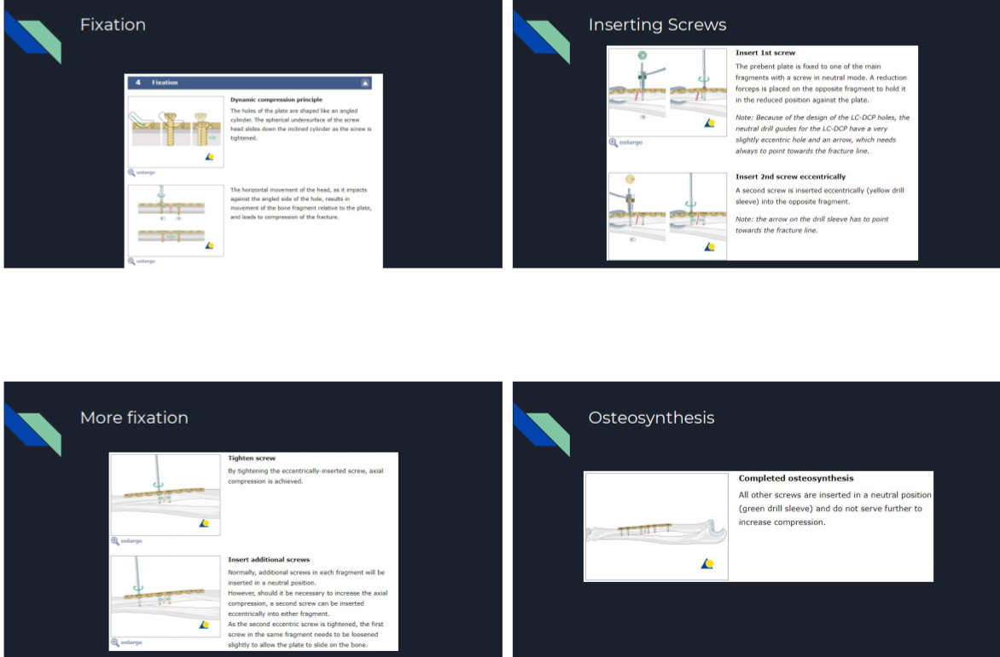 Fixation
4 Fixation
Dynamic compression principle
The holes of the plate are shaped like an angled
cylinder. The spherical undersurface of the screw
head slides down the inclined cylinder as the screw is
tightened.
enlarge
The horizontal movement of the head, as it impacts
against the angled side of the hole, results in
movement of the bone fragment relative to the plate,
and leads to compression of the fracture.
enlarge
Inserting Screws
Insert 1st screw
The prebent plate is fixed to one of the main
fragments with a screw in neutral mode. A reduction
forceps is placed on the opposite fragment to hold it
in the reduced position against the plate.
Note: Because of the design of the LC-DCP holes, the
neutral drill guides for the LC-DCP have a very
slightly eccentric hole and an arrow, which needs
always to point towards the fracture line.
enlarge
Insert 2nd screw eccentrically
A second screw is inserted eccentrically (yellow drill
sleeve) into the opposite fragment.
Note: the arrow on the drill sleeve has to point
towards the fracture line.
More fixation
Tighten screw
By tightening the eccentrically-inserted screw, axial
compression is achieved.
enlarge
Insert additional screws
Normally, additional screws in each fragment will be
inserted in a neutral position.
However, should it be necessary to increase the axial
compression, a second screw can be inserted
eccentrically into either fragment.
As the second eccentric screw is tightened, the first
screw in the same fragment needs to be loosened
slightly to allow the plate to slide on the bone.
enlarge
Osteosynthesis
Completed osteosynthesis
All other screws are inserted in a neutral position
(green drill sleeve) and do not serve further to
increase compression.